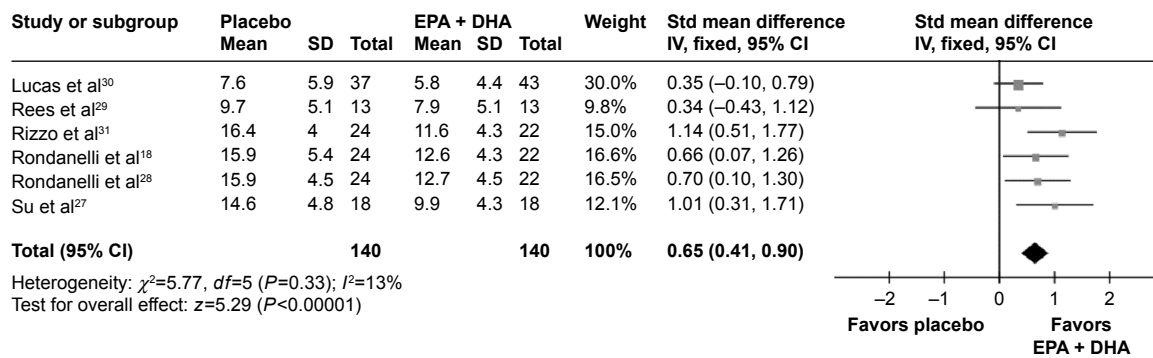 Study or subgroup Placebo EPA + DHA Weight Std mean difference Std mean difference
Mean SD Total Mean SD Total IV, fixed, 95% CI IV, fixed, 95% CI
Lucas et al³⁰ 7.6 5.9 37 5.8 4.4 43 30.0% 0.35 (–0.10, 0.79)
Rees et al²⁹ 9.7 5.1 13 7.9 5.1 13 9.8% 0.34 (–0.43, 1.12)
Rizzo et al³¹ 16.4 4 24 11.6 4.3 22 15.0% 1.14 (0.51, 1.77)
Rondanelli et al¹⁸ 15.9 5.4 24 12.6 4.3 22 16.6% 0.66 (0.07, 1.26)
Rondanelli et al²⁸ 15.9 4.5 24 12.7 4.5 22 16.5% 0.70 (0.10, 1.30)
Su et al²⁷ 14.6 4.8 18 9.9 4.3 18 12.1% 1.01 (0.31, 1.71)
Total (95% CI) 140 140 100% 0.65 (0.41, 0.90)
Heterogeneity: χ²=5.77, df=5 (P=0.33); I²=13%
Test for overall effect: z=5.29 (P<0.00001)
–2 –1 0 1 2
Favors placebo Favors
EPA + DHA